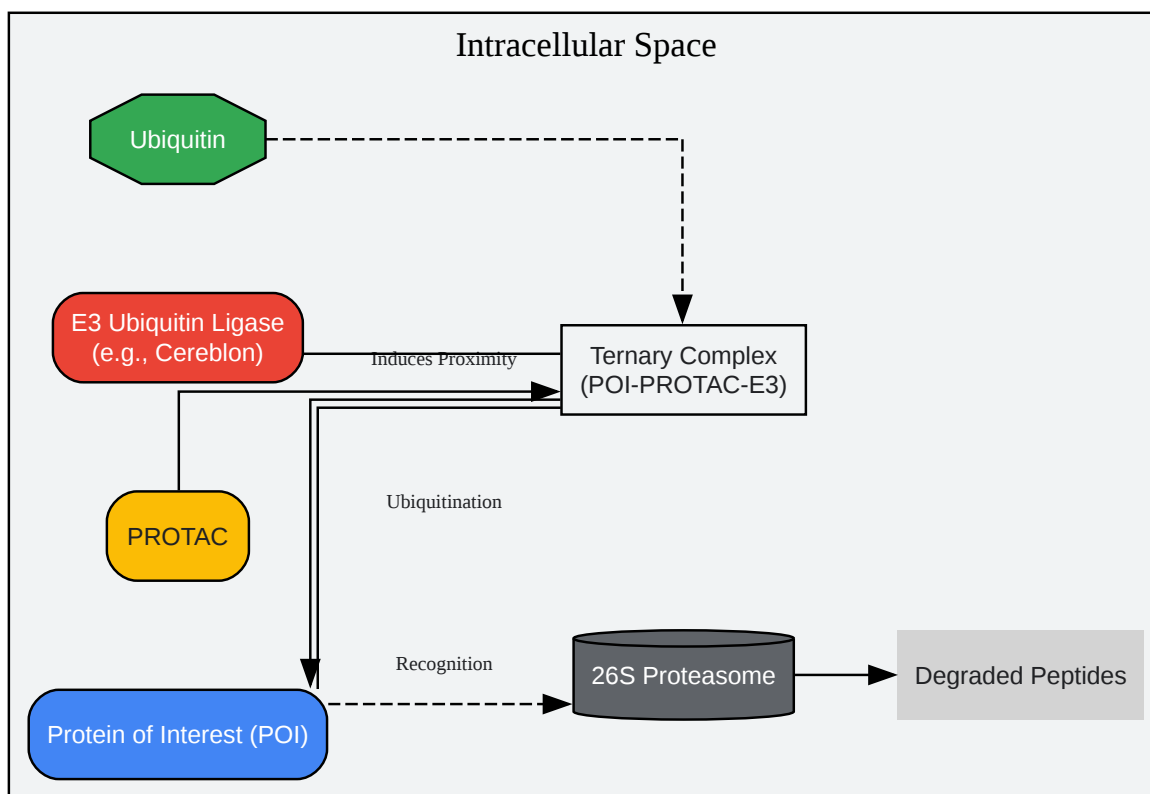 Intracellular Space
Ubiquitin
E3 Ubiquitin Ligase
(e.g., Cereblon)
Induces Proximity
Ternary Complex
(POI-PROTAC-E3)
Ubiquitination
PROTAC
Recognition
26S Proteasome
Degraded Peptides
Protein of Interest (POI)